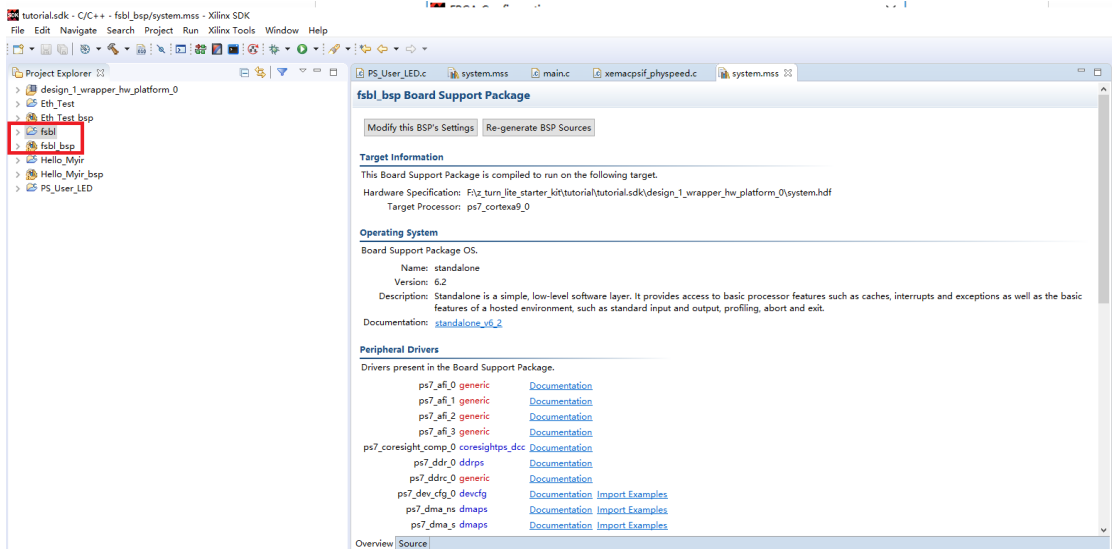 tutorial.sdk - C/C++ - fsbl_bsp/system.mss - Xilinx SDK
File Edit Navigate Search Project Run Xilinx Tools Window Help
Project Explorer
design_1_wrapper_hw_platform_0
Eth_Test
Eth_Test_bsp
fsbl
fsbl_bsp
Hello_Myir
Hello_Myir_bsp
PS_User_LED
PS_User_LED.c system.mss main.c xemacpsif_physpeed.c system.mss
fsbl_bsp Board Support Package
Modify this BSP's Settings Re-generate BSP Sources
Target Information
This Board Support Package is compiled to run on the following target.
Hardware Specification: F:\z_turn_lite_starter_kit\tutorial\tutorial.sdk\design_1_wrapper_hw_platform_0\system.hdf
Target Processor: ps7_cortexa9_0
Operating System
Board Support Package OS.
Name: standalone
Version: 6.2
Description: Standalone is a simple, low-level software layer. It provides access to basic processor features such as caches, interrupts and exceptions as well as the basic
features of a hosted environment, such as standard input and output, profiling, abort and exit.
Documentation: standalone_v6_2
Peripheral Drivers
Drivers present in the Board Support Package.
ps7_afi_0 generic Documentation
ps7_afi_1 generic Documentation
ps7_afi_2 generic Documentation
ps7_afi_3 generic Documentation
ps7_coresight_comp_0 coresightps_dcc Documentation
ps7_ddr_0 ddrps Documentation
ps7_ddrc_0 generic Documentation
ps7_dev_cfg_0 devcfg Documentation Import Examples
ps7_dma_ns dmaps Documentation Import Examples
ps7_dma_s dmaps Documentation Import Examples
Overview Source